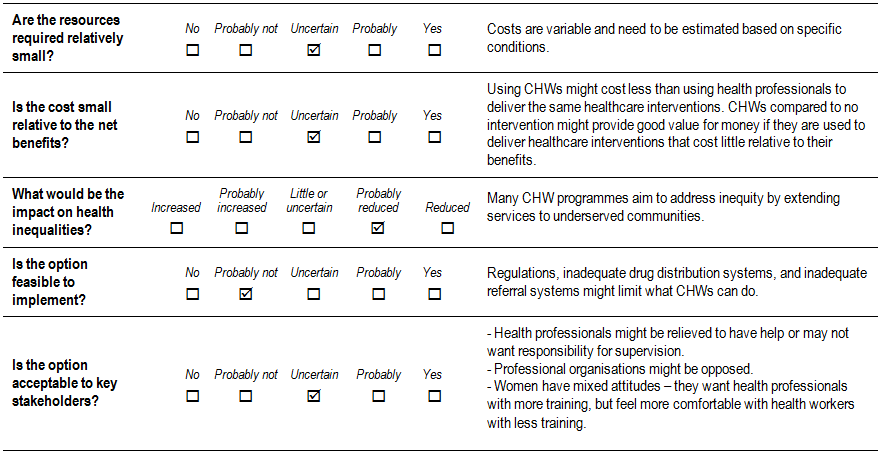 Are the resources
required relatively
small?
No Probably not Uncertain Probably Yes
☐ ☐ ☑ ☐ ☐
Costs are variable and need to be estimated based on specific
conditions.
Is the cost small
relative to the net
benefits?
No Probably not Uncertain Probably Yes
☐ ☐ ☑ ☐ ☐
Using CHWs might cost less than using health professionals to
deliver the same healthcare interventions. CHWs compared to no
intervention might provide good value for money if they are used to
deliver healthcare interventions that cost little relative to their
benefits.
What would be the
impact on health
inequalities?
Increased Probably increased Little or uncertain Probably reduced Reduced
☐ ☐ ☐ ☑ ☐
Many CHW programmes aim to address inequity by extending
services to underserved communities.
Is the option
feasible to
implement?
No Probably not Uncertain Probably Yes
☐ ☑ ☐ ☐ ☐
Regulations, inadequate drug distribution systems, and inadequate
referral systems might limit what CHWs can do.
Is the option
acceptable to key
stakeholders?
No Probably not Uncertain Probably Yes
☐ ☐ ☑ ☐ ☐
- Health professionals might be relieved to have help or may not
want responsibility for supervision.
- Professional organisations might be opposed.
- Women have mixed attitudes – they want health professionals
with more training, but feel more comfortable with health workers
with less training.